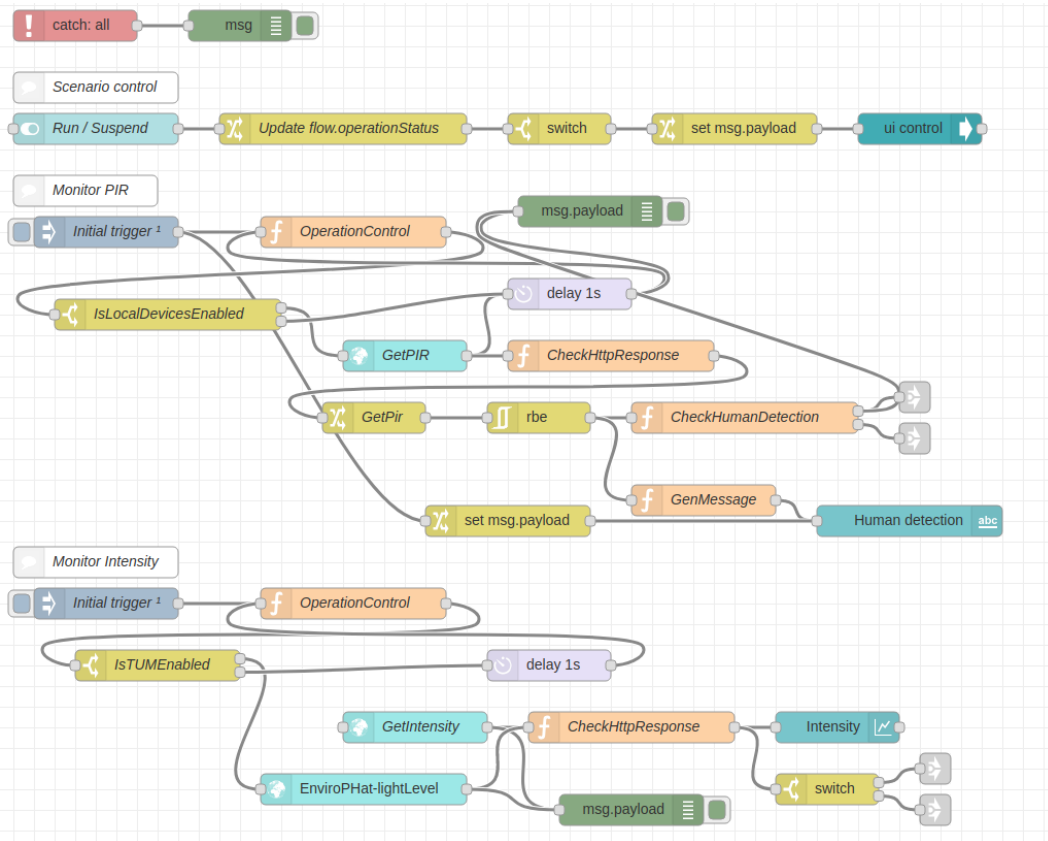 catch: all
msg
Scenario control
Run / Suspend
Update flow.operationStatus
switch
set msg.payload
ui control
Monitor PIR
msg.payload
Initial trigger ¹
OperationControl
delay 1s
IsLocalDevicesEnabled
GetPIR
CheckHttpResponse
GetPir
rbe
CheckHumanDetection
GenMessage
set msg.payload
Human detection
abc
Monitor Intensity
Initial trigger ¹
OperationControl
IsTUMEnabled
delay 1s
GetIntensity
CheckHttpResponse
Intensity
EnviroPHat-lightLevel
switch
msg.payload